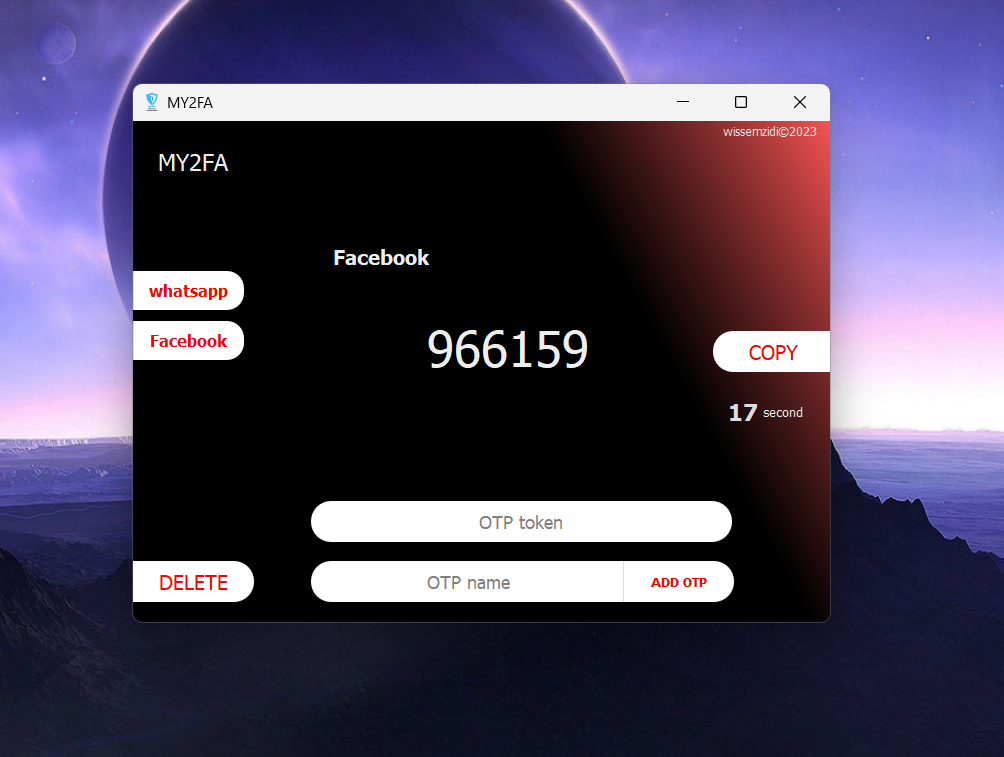 MY2FA
wissemzidi©2023
MY2FA
Facebook
whatsapp
Facebook
966159
COPY
17 second
OTP token
DELETE
OTP name
ADD OTP